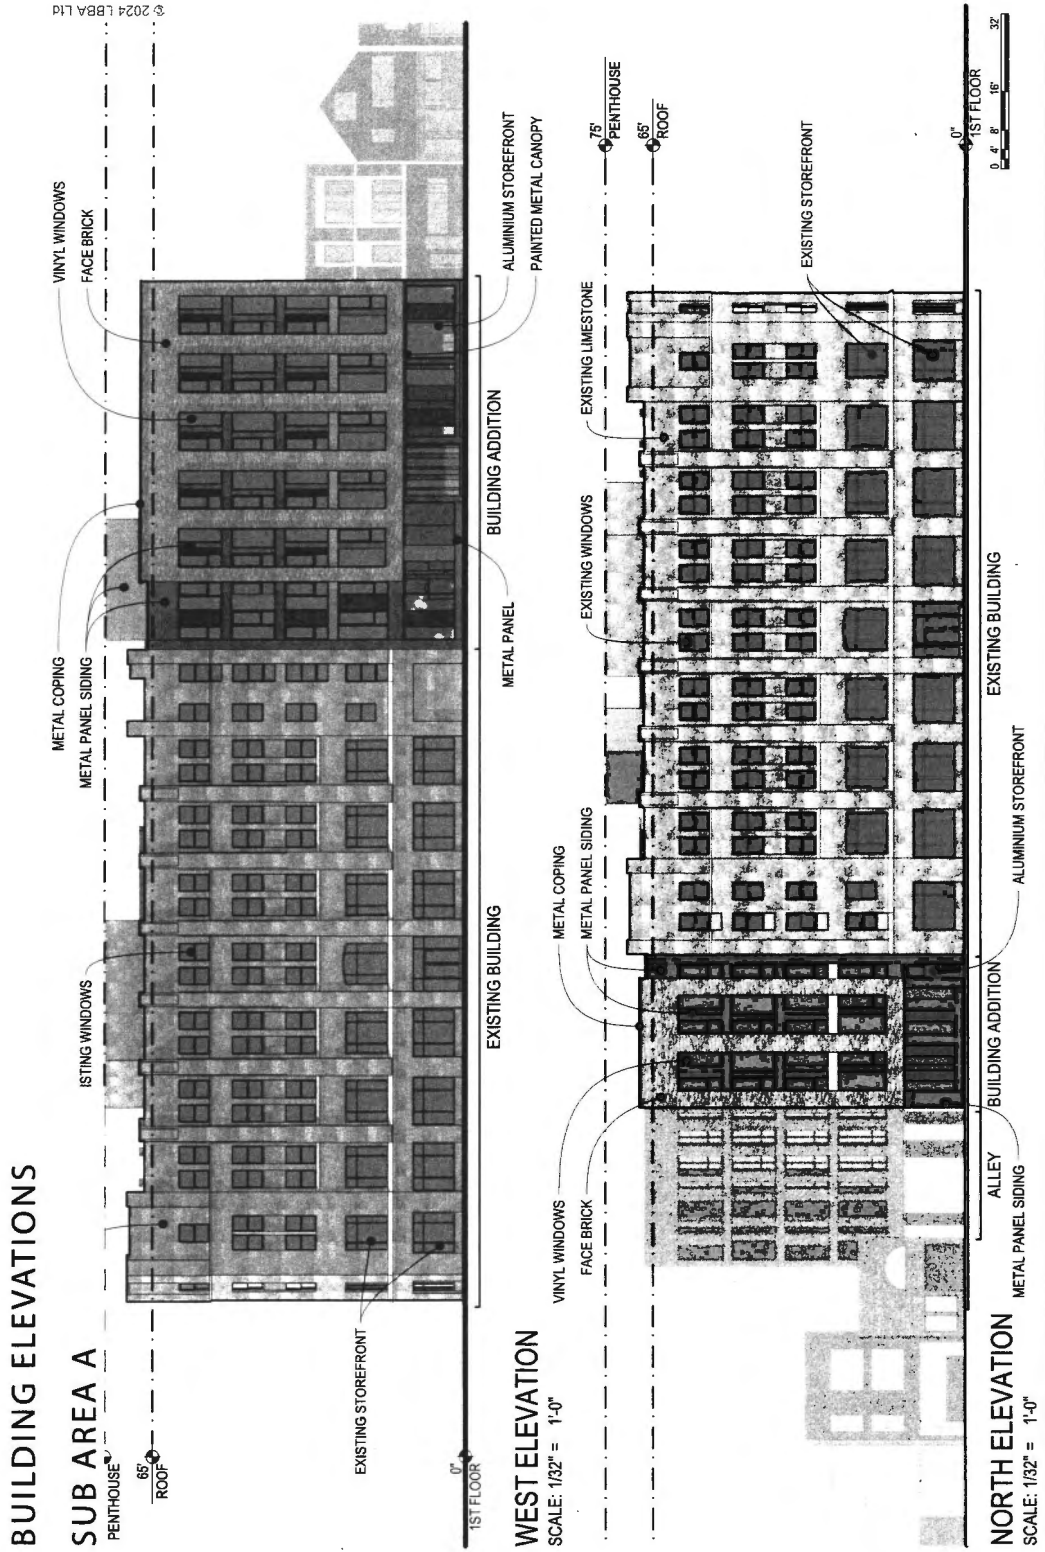 BUILDING ELEVATIONS
© 2024 LBBA Ltd
SUB AREA A
PENTHOUSE
65'
ROOF
ISTING WINDOWS
METAL COPING
METAL PANEL SIDING
VINYL WINDOWS
FACE BRICK
EXISTING STOREFRONT
0"
1ST FLOOR
EXISTING BUILDING
METAL PANEL
BUILDING ADDITION
ALUMINIUM STOREFRONT
PAINTED METAL CANOPY
WEST ELEVATION
SCALE: 1/32" = 1'-0"
VINYL WINDOWS
FACE BRICK
METAL COPING
METAL PANEL SIDING
EXISTING WINDOWS
EXISTING LIMESTONE
EXISTING STOREFRONT
75'
PENTHOUSE
65'
ROOF
0"
1ST FLOOR
ALLEY
BUILDING ADDITION
EXISTING BUILDING
METAL PANEL SIDING
ALUMINIUM STOREFRONT
NORTH ELEVATION
SCALE: 1/32" = 1'-0"
0 4' 8' 16' 32'